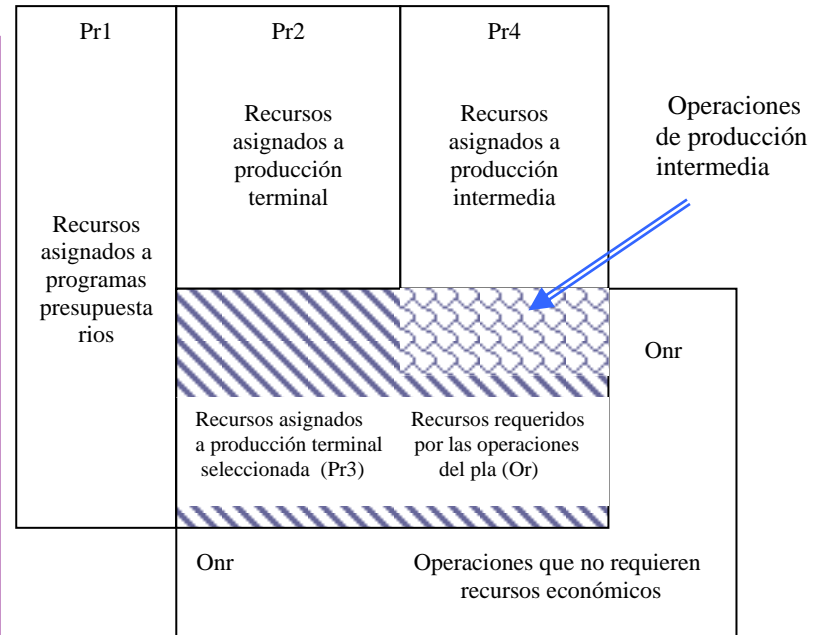 Pr1
Pr2
Pr4
Recursos
asignados a
producción
terminal
Recursos
asignados a
producción
intermedia
Operaciones
de producción
intermedia
Recursos
asignados a
programas
presupuesta
rios
Onr
Recursos asignados
a producción terminal
seleccionada (Pr3)
Recursos requeridos
por las operaciones
del pla (Or)
Onr
Operaciones que no requieren
recursos económicos